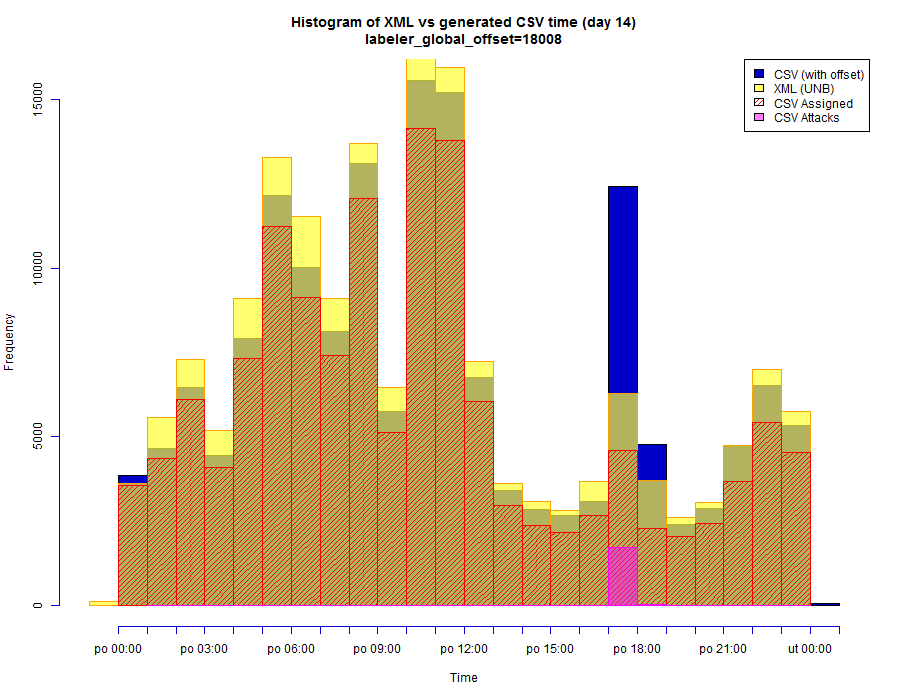 Histogram of XML vs generated CSV time (day 14)
labeler_global_offset=18008
CSV (with offset)
XML (UNB)
CSV Assigned
CSV Attacks
Frequency
15000
10000
5000
0
po 00:00 po 03:00 po 06:00 po 09:00 po 12:00 po 15:00 po 18:00 po 21:00 ut 00:00
Time